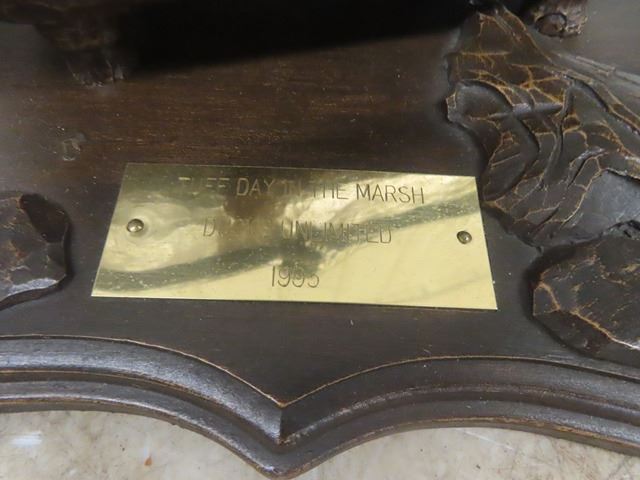 TUFF DAY IN THE MARSH
DUCKS UNLIMITED
1995